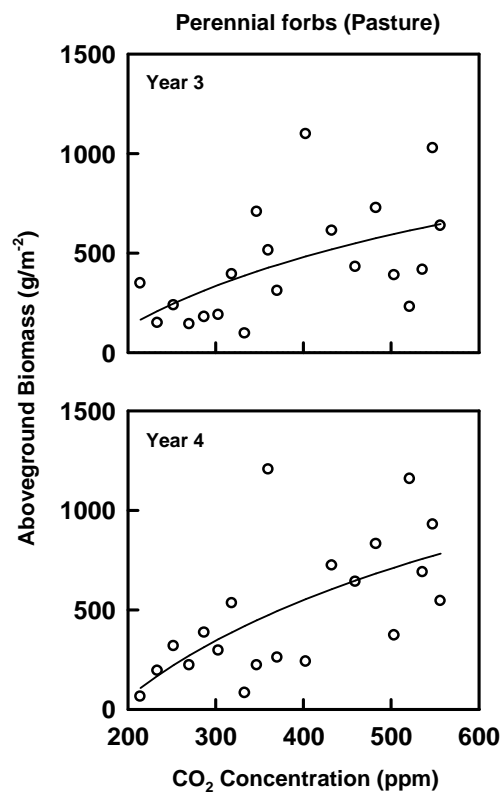 Perennial forbs (Pasture)
1500
Year 3
1000
500
0
Aboveground Biomass (g/m⁻²)
1500
Year 4
1000
500
0
200 300 400 500 600
CO₂ Concentration (ppm)